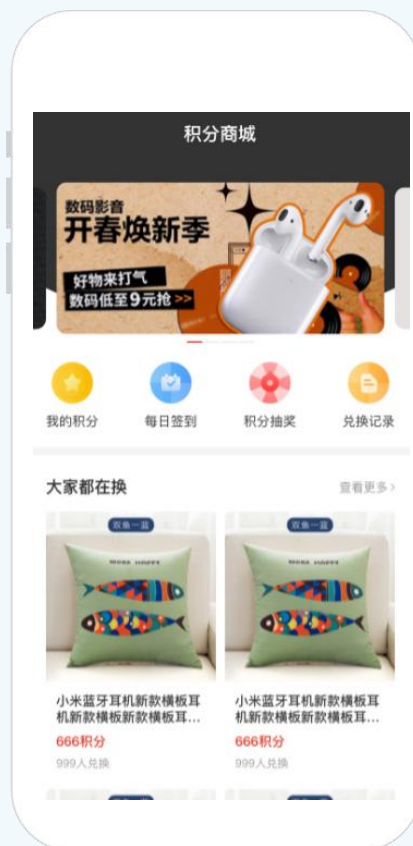 积分商城
数码影音
开春焕新季
好物来打气
数码低至9元抢 >>
我的积分
每日签到
积分抽奖
兑换记录
大家都在换
查看更多 >
双鱼一蓝
双鱼一蓝
MORE HAPPY
MORE HAPPY
小米蓝牙耳机新款横板耳
机新款横板新款横板耳...
666积分
999人兑换
小米蓝牙耳机新款横板耳
机新款横板新款横板耳...
666积分
999人兑换